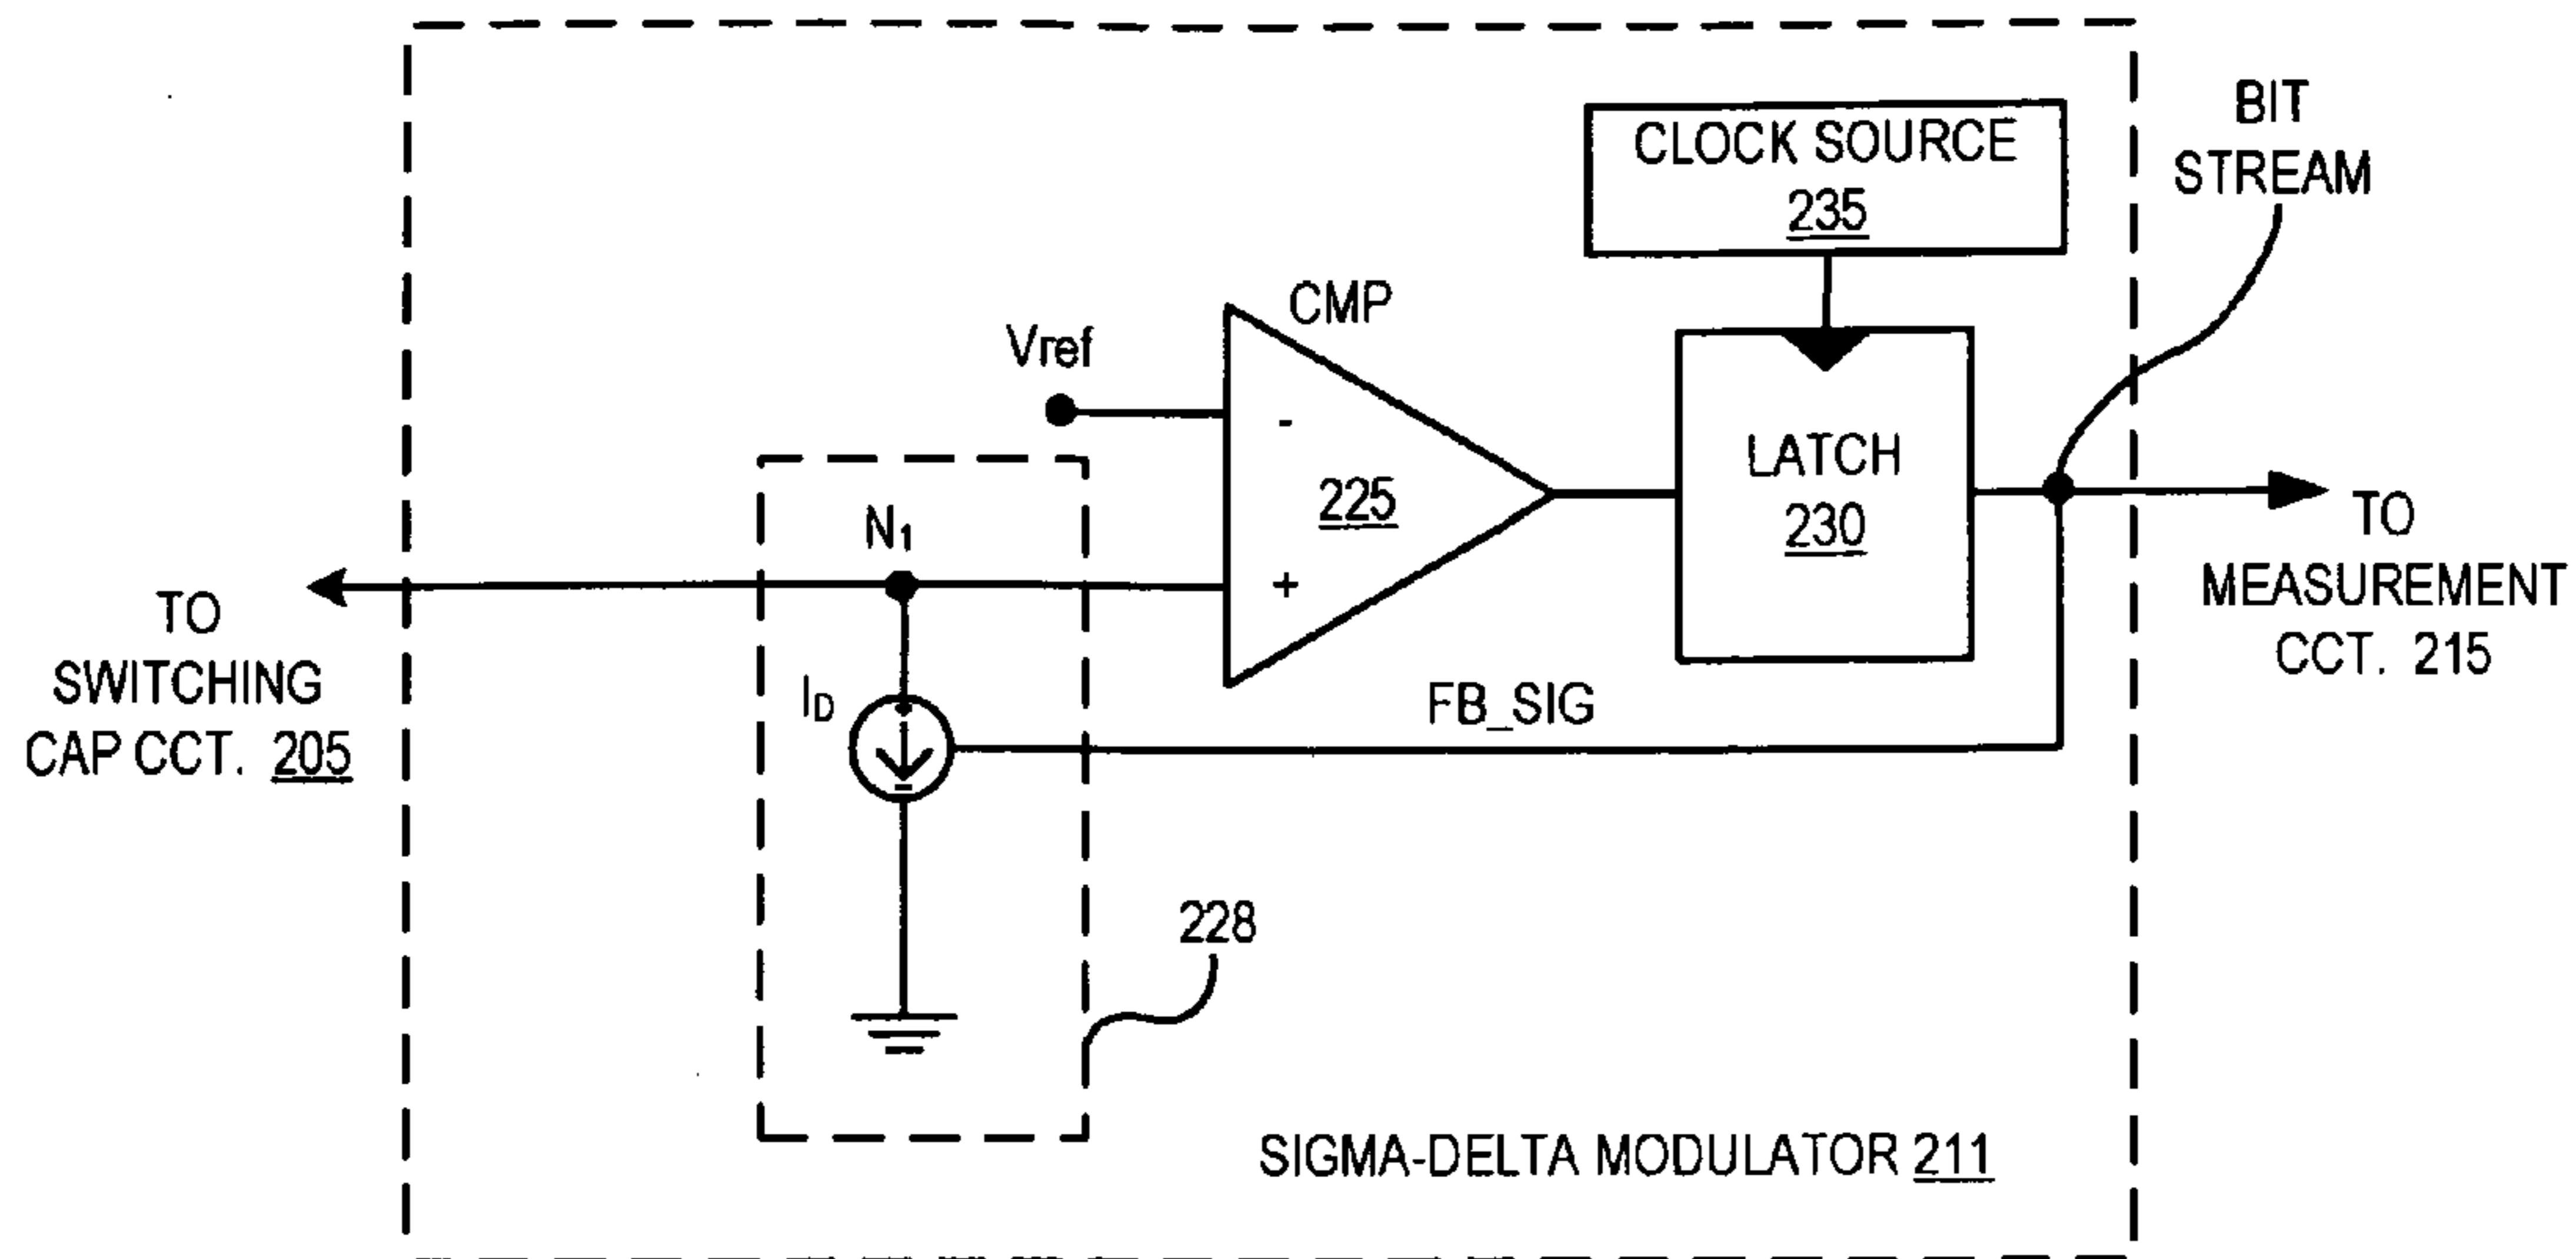 BIT
STREAM
CLOCK SOURCE
235
CMP
Vref
-
225
+
LATCH
230
N1
TO
SWITCHING
CAP CCT. 205
TO
MEASUREMENT
CCT. 215
ID
FB_SIG
228
SIGMA-DELTA MODULATOR 211